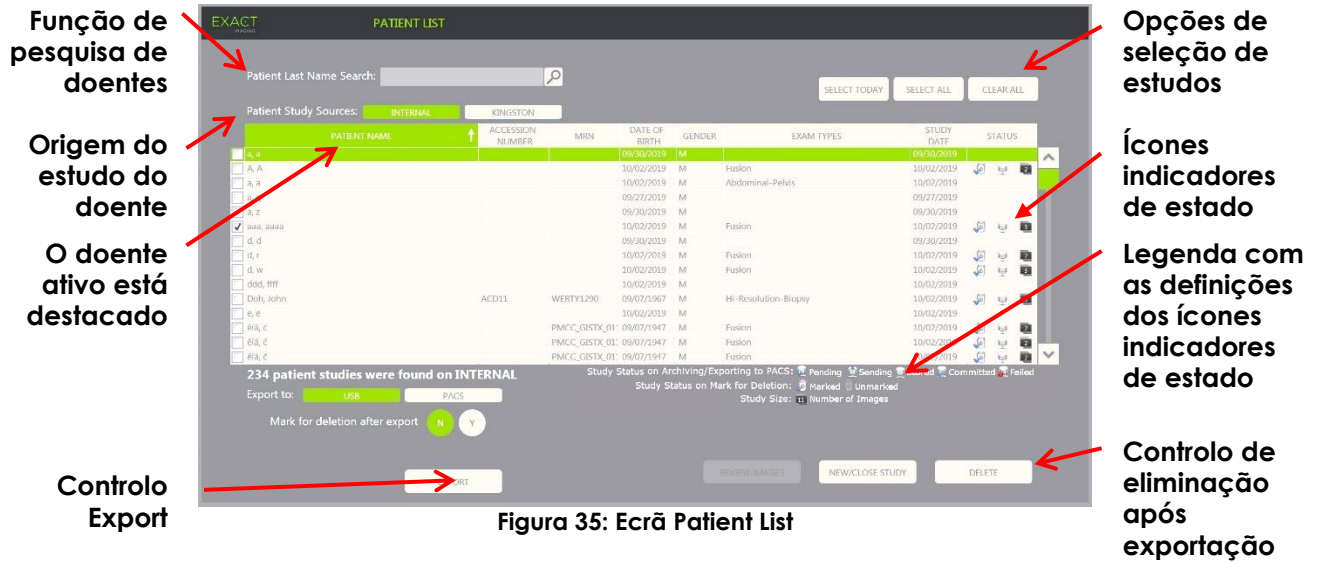 Função de
pesquisa de
doentes
Origem do
estudo do
doente
O doente
ativo está
destacado
Controlo
Export
EXACT
IMAGING
PATIENT LIST
Patient Last Name Search:
SELECT TODAY SELECT ALL CLEAR ALL
Patient Study Sources: INTERNAL KINGSTON
PATIENT NAME ACCESSION NUMBER MRN DATE OF BIRTH GENDER EXAM TYPES STUDY DATE STATUS
a, a 09/30/2019 M 09/30/2019
A, A 10/02/2019 M Fusion 10/02/2019 2
a, a 10/02/2019 M Abdominal-Pelvis 10/02/2019
09/27/2019 M 09/27/2019
a, z 09/30/2019 M 09/30/2019
aaa, aaaa 10/02/2019 M Fusion 10/02/2019
d, d 09/30/2019 M 09/30/2019
d, r 10/02/2019 M Fusion 10/02/2019
d, w 10/02/2019 M Fusion 10/02/2019
ddd, ffff 10/02/2019 M 10/02/2019
Doh, John ACD11 WERTY1290 09/07/1967 M Hi-Resolution-Biopsy 10/02/2019
e, e 10/02/2019 M 10/02/2019
PMCC_GISTX_01 09/07/1947 M Fusion 10/02/2019
PMCC_GISTX_01 09/07/1947 M Fusion
PMCC_GISTX_01 09/07/1947 M Fusion
234 patient studies were found on INTERNAL
Study Status on Archiving/Exporting to PACS: Pending Sending Committed Failed
Study Status on Mark for Deletion: Marked Unmarked
Study Size: 11 Number of Images
Export to: USB PACS
Mark for deletion after export N Y
REVIEW IMAGES NEW/CLOSE STUDY DELETE
Opções de
seleção de
estudos
Ícones
indicadores
de estado
Legenda com
as definições
dos ícones
indicadores
de estado
Controlo de
eliminação
após
exportação
Figura 35: Ecrã Patient List